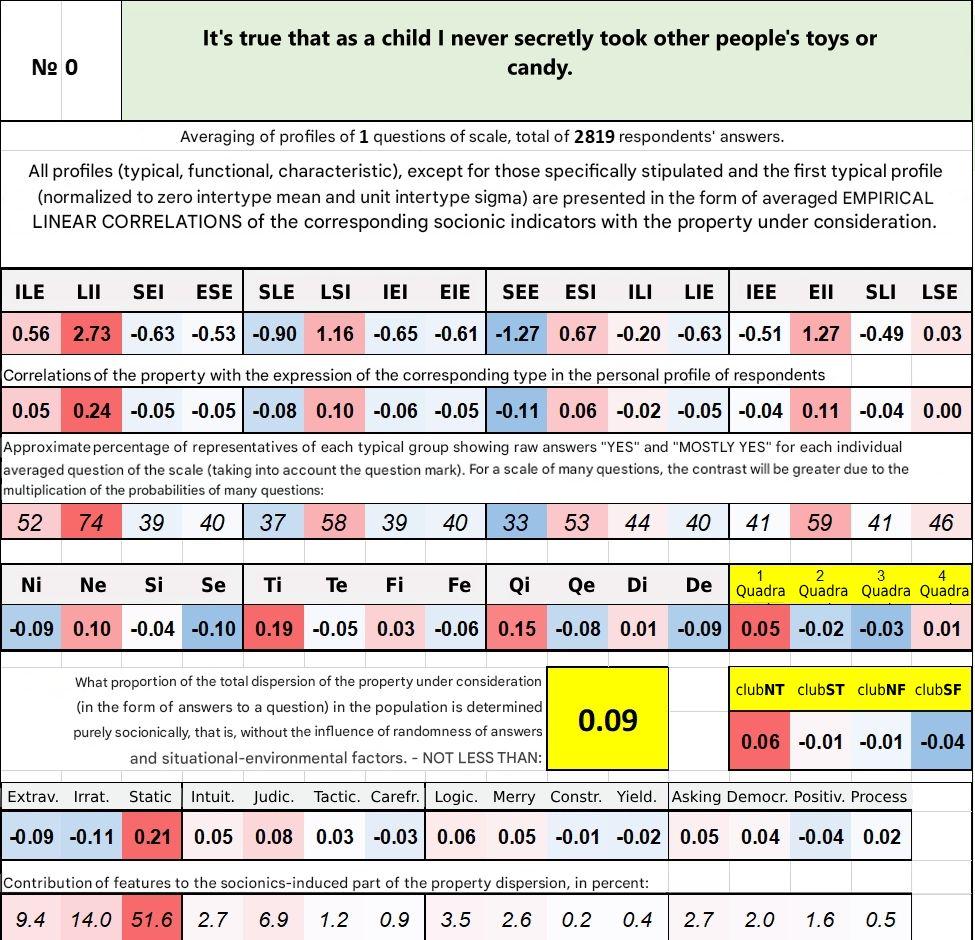 № 0
It's true that as a child I never secretly took other people's toys or
candy.
Averaging of profiles of 1 questions of scale, total of 2819 respondents' answers.
All profiles (typical, functional, characteristic), except for those specifically stipulated and the first typical profile
(normalized to zero intertype mean and unit intertype sigma) are presented in the form of averaged EMPIRICAL
LINEAR CORRELATIONS of the corresponding socionic indicators with the property under consideration.
ILE LII SEI ESE SLE LSI IEI EIE SEE ESI ILI LIE IEE EII SLI LSE
0.56 2.73 -0.63 -0.53 -0.90 1.16 -0.65 -0.61 -1.27 0.67 -0.20 -0.63 -0.51 1.27 -0.49 0.03
Correlations of the property with the expression of the corresponding type in the personal profile of respondents
0.05 0.24 -0.05 -0.05 -0.08 0.10 -0.06 -0.05 -0.11 0.06 -0.02 -0.05 -0.04 0.11 -0.04 0.00
Approximate percentage of representatives of each typical group showing raw answers "YES" and "MOSTLY YES" for each individual
averaged question of the scale (taking into account the question mark). For a scale of many questions, the contrast will be greater due to the
multiplication of the probabilities of many questions:
52 74 39 40 37 58 39 40 33 53 44 40 41 59 41 46
Ni Ne Si Se Ti Te Fi Fe Qi Qe Di De 1 2 3 4
Quadra Quadra Quadra Quadra
-0.09 0.10 -0.04 -0.10 0.19 -0.05 0.03 -0.06 0.15 -0.08 0.01 -0.09 0.05 -0.02 -0.03 0.01
What proportion of the total dispersion of the property under consideration
(in the form of answers to a question) in the population is determined
purely socionically, that is, without the influence of randomness of answers
and situational-environmental factors. - NOT LESS THAN:
0.09
clubNT clubST clubNF clubSF
0.06 -0.01 -0.01 -0.04
Extrav. Irrat. Static Intuit. Judic. Tactic. Carefr. Logic. Merry Constr. Yield. Asking Democr. Positiv. Process
-0.09 -0.11 0.21 0.05 0.08 0.03 -0.03 0.06 0.05 -0.01 -0.02 0.05 0.04 -0.04 0.02
Contribution of features to the socionics-induced part of the property dispersion, in percent:
9.4 14.0 51.6 2.7 6.9 1.2 0.9 3.5 2.6 0.2 0.4 2.7 2.0 1.6 0.5